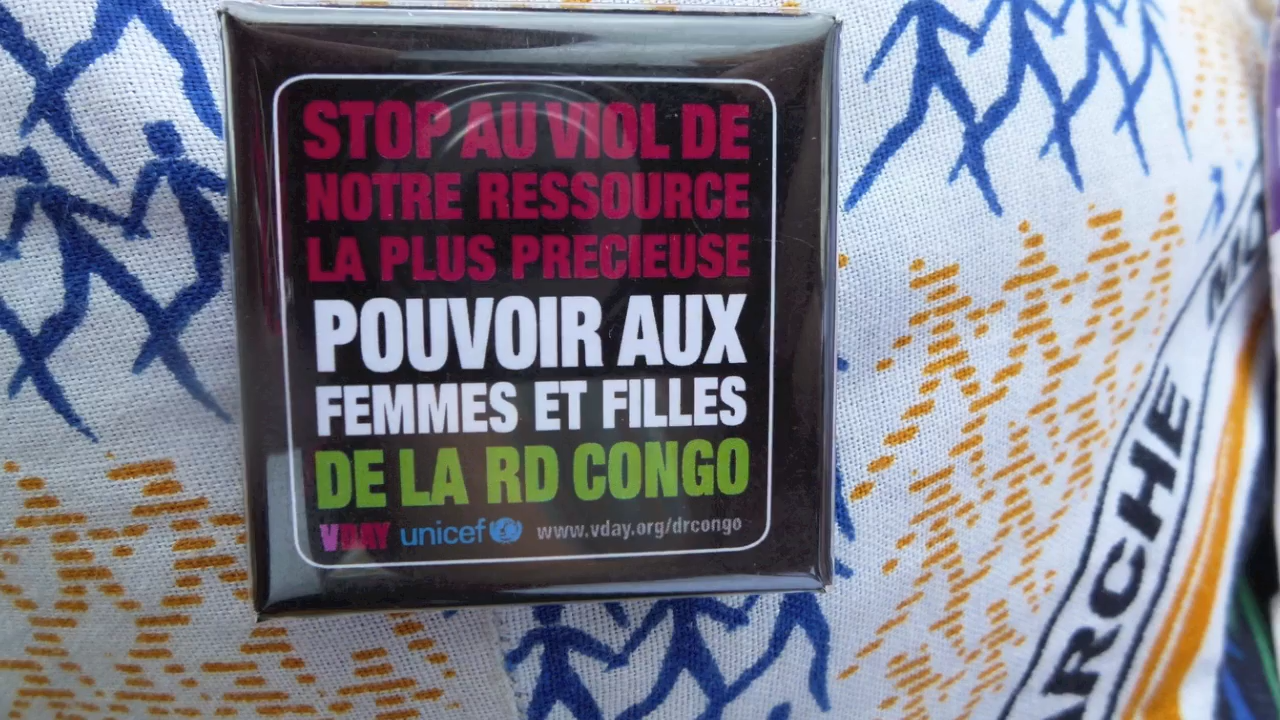 STOP AU VIOL DE
NOTRE RESSOURCE
LA PLUS PRECIEUSE
POUVOIR AUX
FEMMES ET FILLES
DE LA RD CONGO
VDAY unicef www.vday.org/drcongo